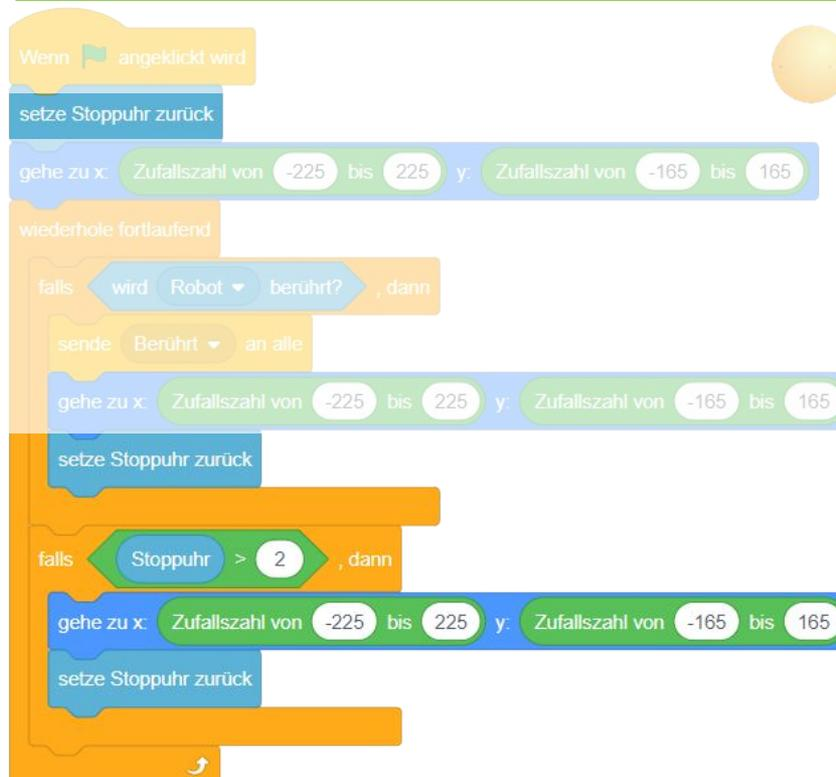 Wenn angeklickt wird
setze Stoppuhr zurück
gehe zu x: Zufallszahl von -225 bis 225 y: Zufallszahl von -165 bis 165
wiederhole fortlaufend
falls wird Robot berührt? , dann
sende Berührt an alle
gehe zu x: Zufallszahl von -225 bis 225 y: Zufallszahl von -165 bis 165
setze Stoppuhr zurück
falls Stoppuhr > 2 , dann
gehe zu x: Zufallszahl von -225 bis 225 y: Zufallszahl von -165 bis 165
setze Stoppuhr zurück